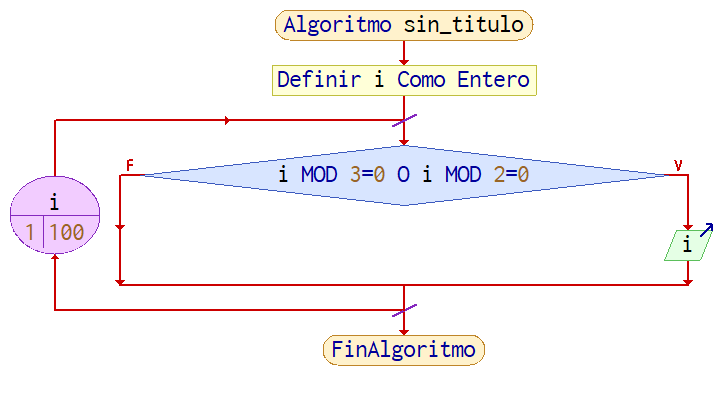 Algoritmo sin_titulo
Definir i Como Entero
F
V
i MOD 3=0 O i MOD 2=0
i
1 100
i
FinAlgoritmo